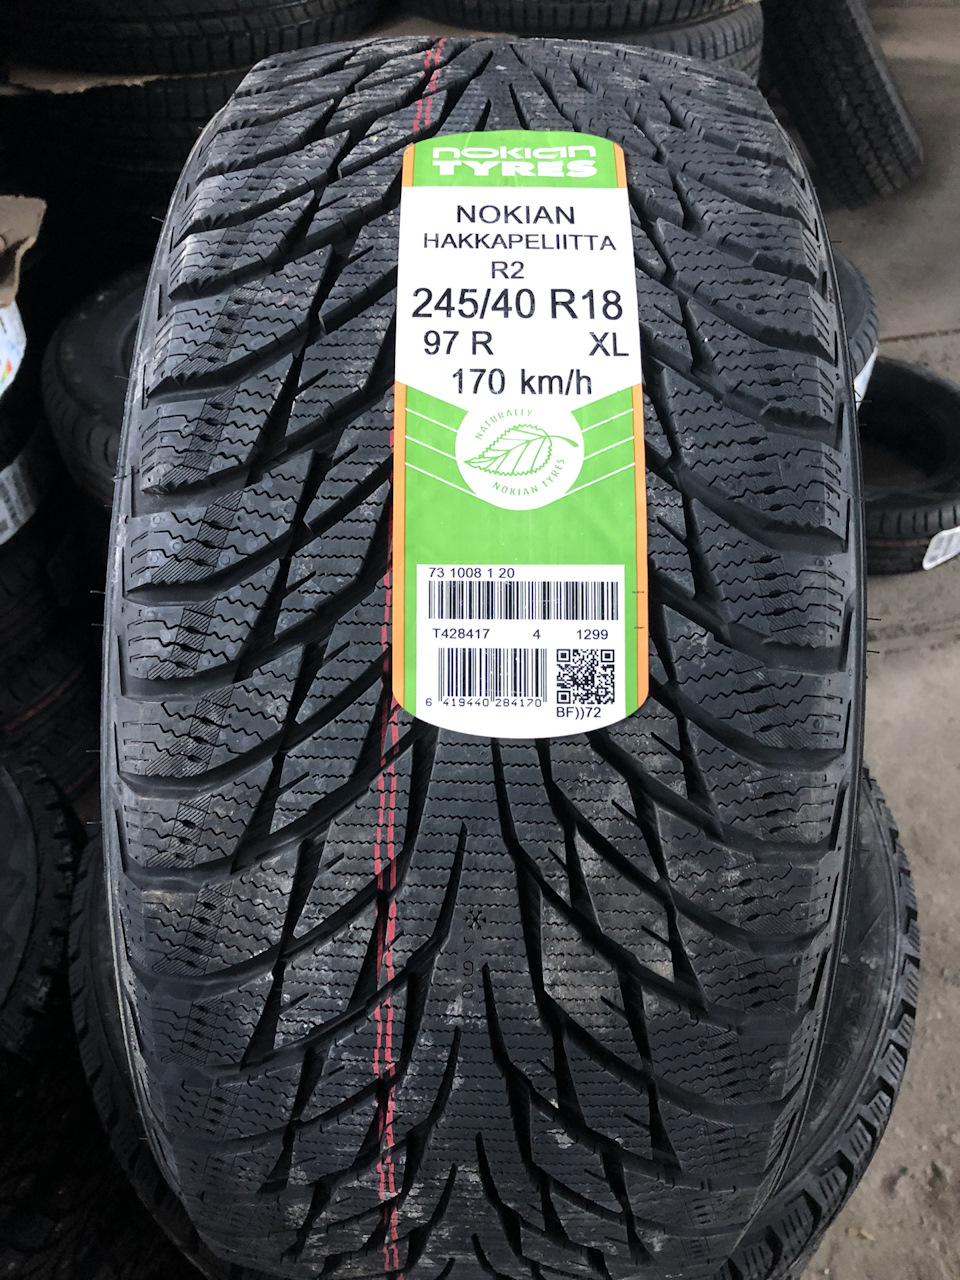 nokian
TYRES
NOKIAN
HAKKAPELIITTA
R2
245/40 R18
97 R XL
170 km/h
NATURALLY
NOKIAN TYRES
73 1008 1 20
T428417 4 1299
6 419440 284170
BF))72